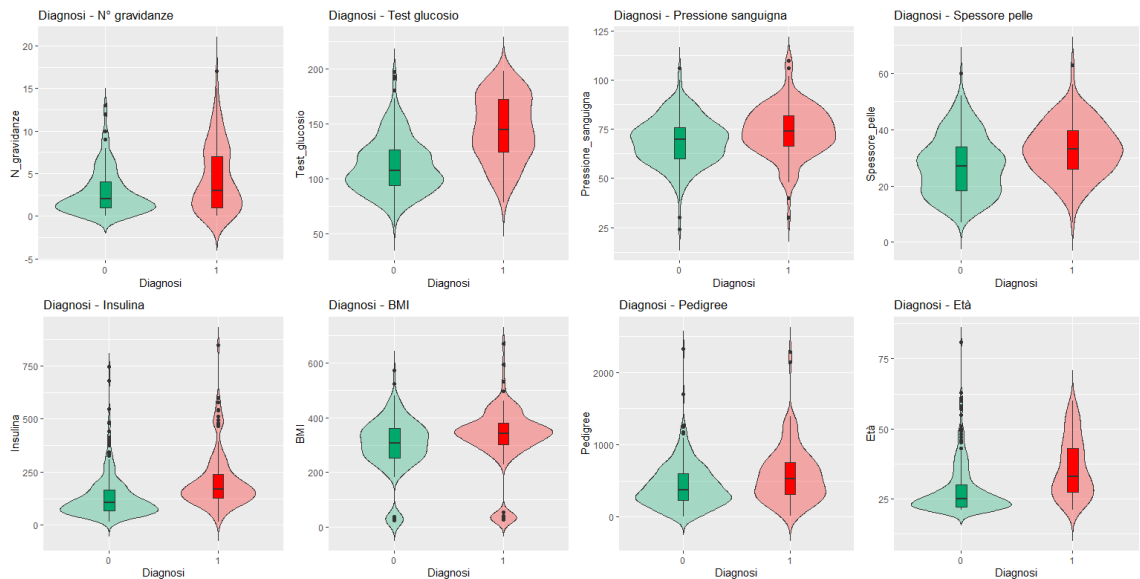 Diagnosi - N° gravidanze
N_gravidanze
20
15
10
5
0
-5
0
1
Diagnosi
Diagnosi - Test glucosio
Test_glucosio
200
150
100
50
0
1
Diagnosi
Diagnosi - Pressione sanguigna
Pressione_sanguigna
125
100
75
50
25
0
1
Diagnosi
Diagnosi - Spessore pelle
Spessore_pelle
60
40
20
0
0
1
Diagnosi
Diagnosi - Insulina
Insulina
750
500
250
0
0
1
Diagnosi
Diagnosi - BMI
BMI
600
400
200
0
0
1
Diagnosi
Diagnosi - Pedigree
Pedigree
2000
1000
0
0
1
Diagnosi
Diagnosi - Età
Età
75
50
25
0
1
Diagnosi